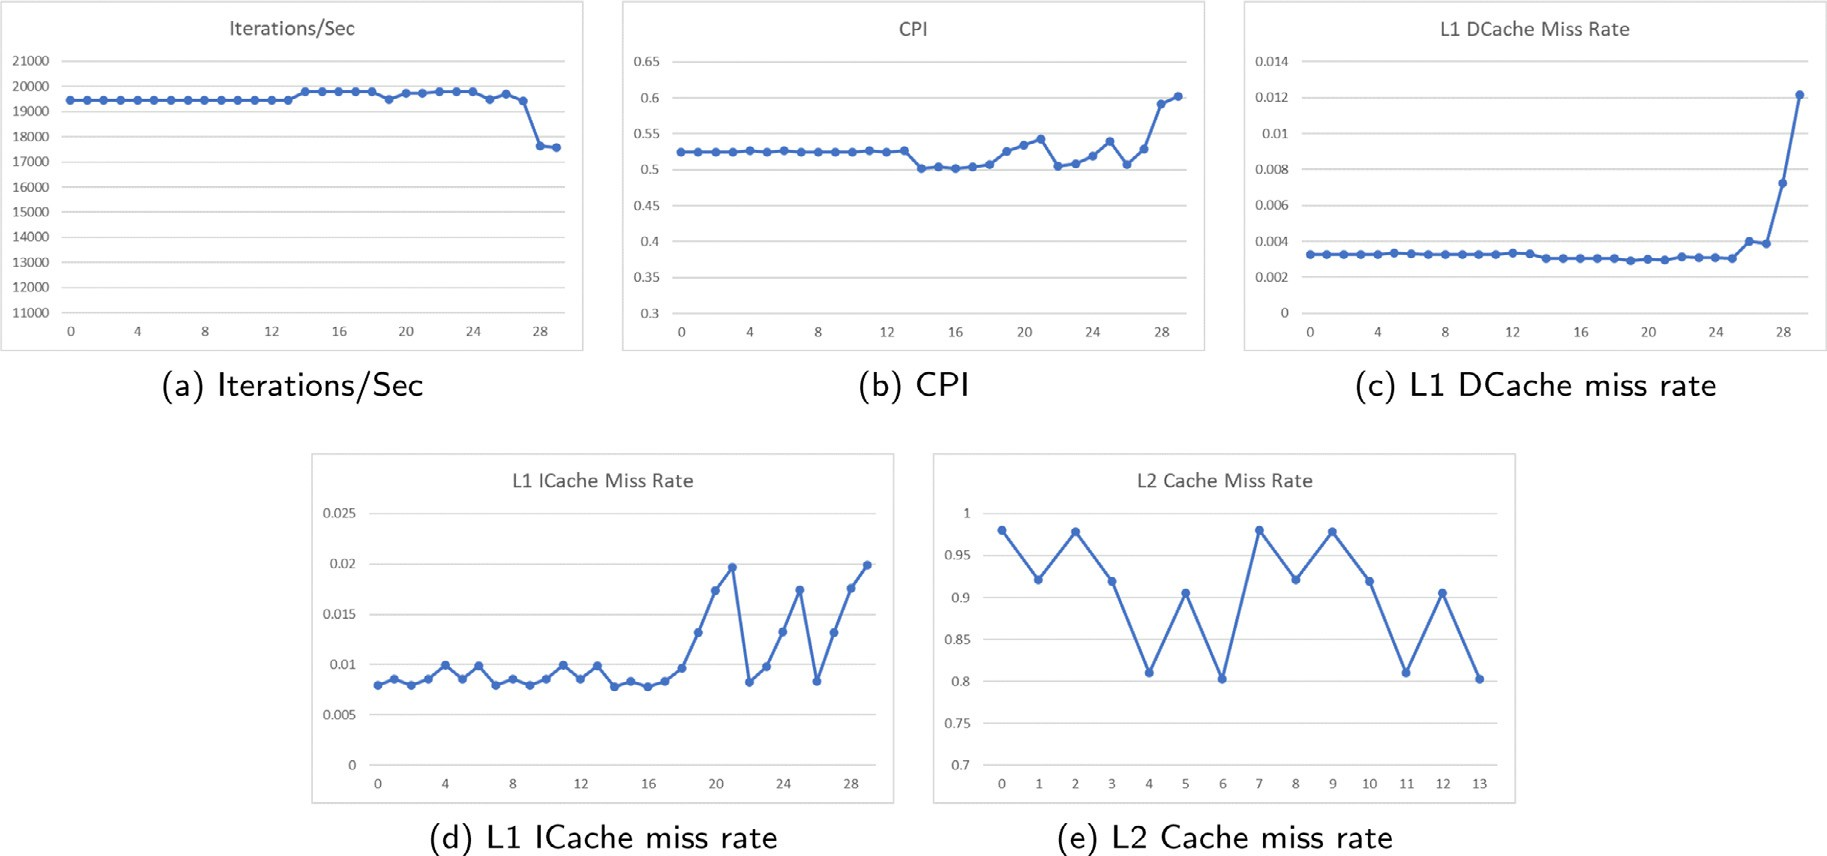 Iterations/Sec
21000
20000
19000
18000
17000
16000
15000
14000
13000
12000
11000
0 4 8 12 16 20 24 28
(a) Iterations/Sec
CPI
0.65
0.6
0.55
0.5
0.45
0.4
0.35
0.3
0 4 8 12 16 20 24 28
(b) CPI
L1 DCache Miss Rate
0.014
0.012
0.01
0.008
0.006
0.004
0.002
0
0 4 8 12 16 20 24 28
(c) L1 DCache miss rate
L1 ICache Miss Rate
0.025
0.02
0.015
0.01
0.005
0
0 4 8 12 16 20 24 28
(d) L1 ICache miss rate
L2 Cache Miss Rate
1
0.95
0.9
0.85
0.8
0.75
0.7
0 1 2 3 4 5 6 7 8 9 10 11 12 13
(e) L2 Cache miss rate